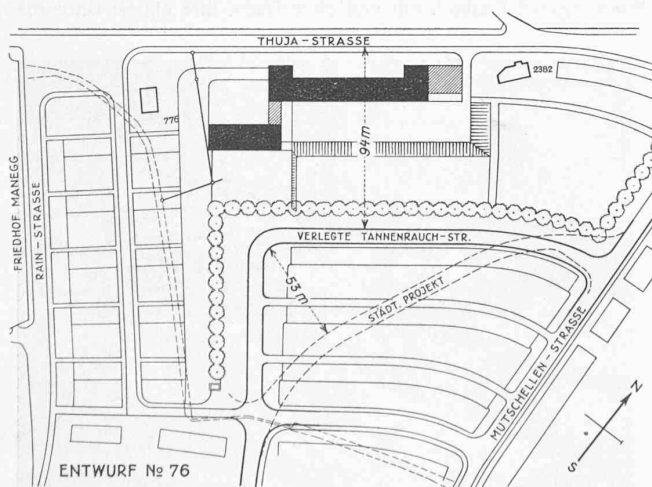 THUJA-STRASSE
2382
776
94 m
FRIEDHOF MANEGG
RAIN-STRASSE
VERLEGTE TANNENRAUCH-STR.
53 m
STÄDT. PROJEKT
MUTSCHELLEN-STRASSE
N
S
ENTWURF No 76